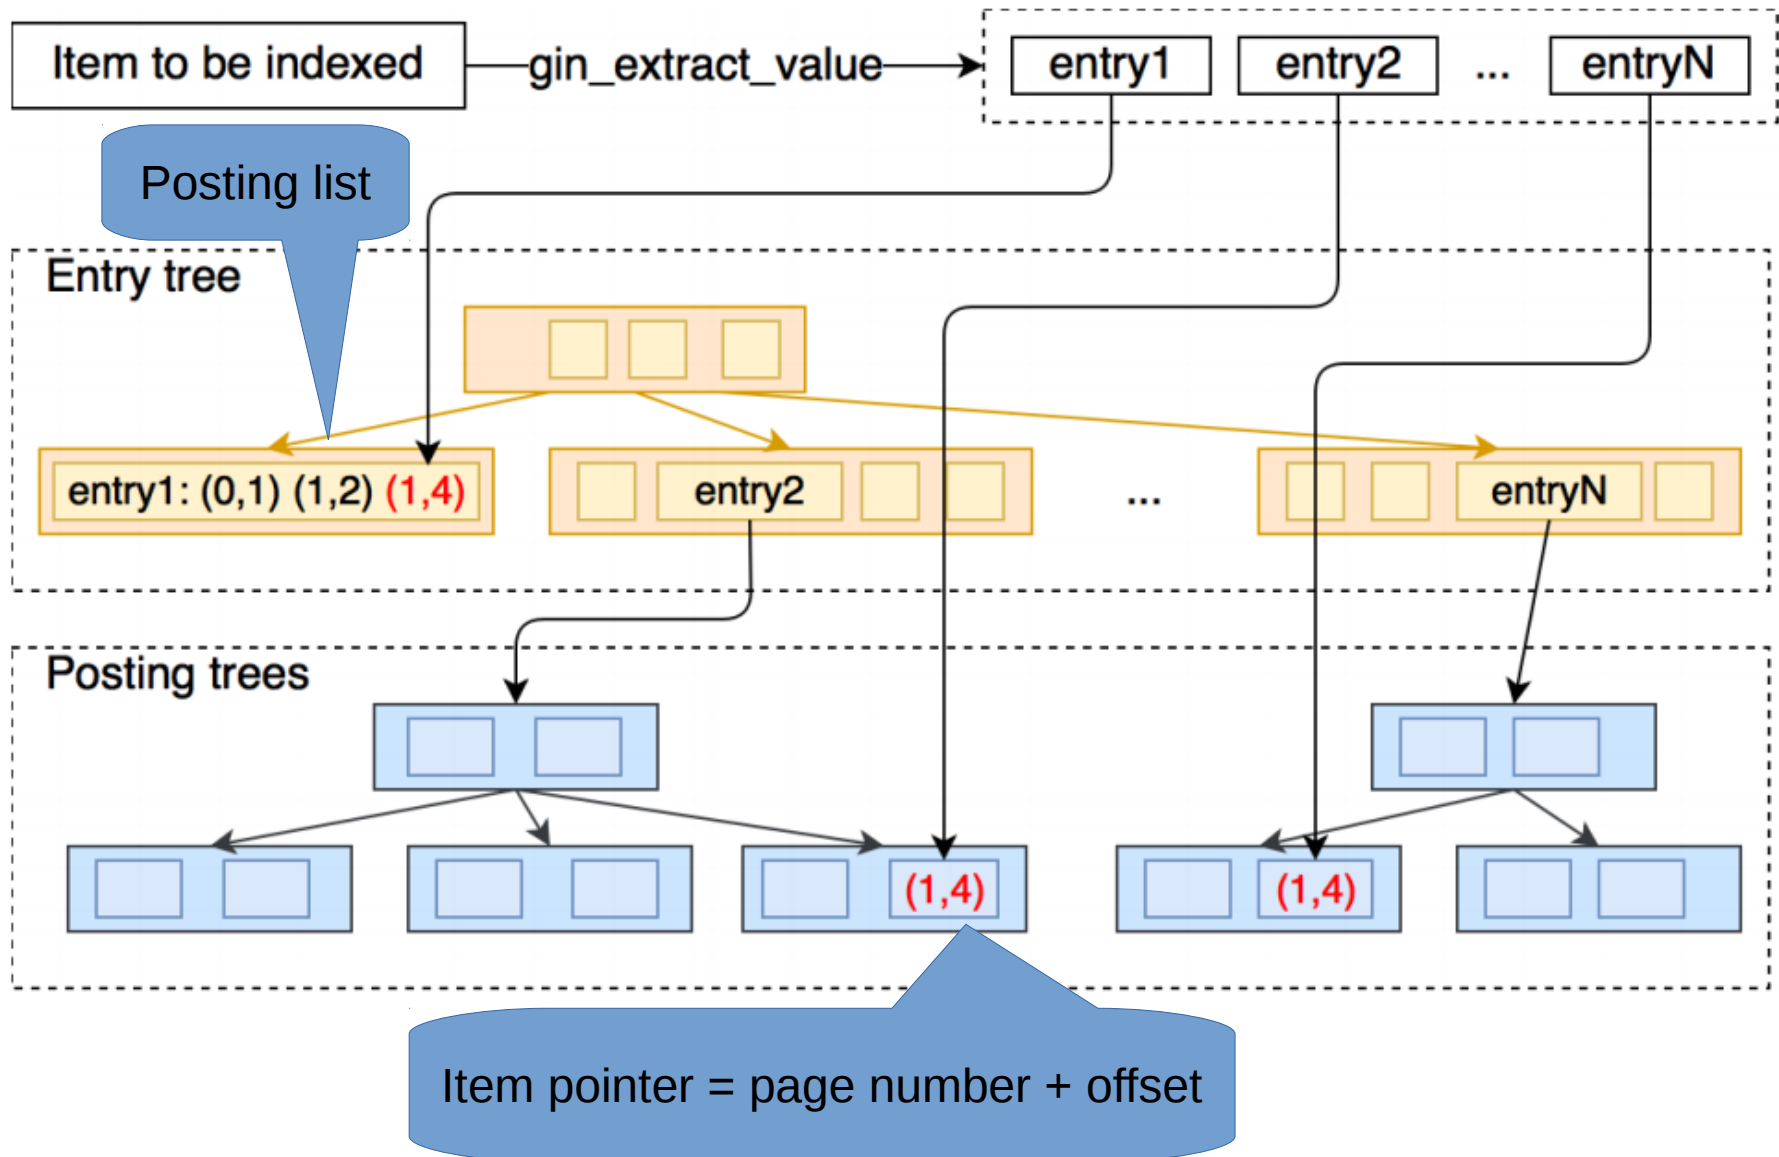 Item to be indexed
gin_extract_value
entry1
entry2
...
entryN
Posting list
Entry tree
entry1: (0,1) (1,2) (1,4)
entry2
...
entryN
Posting trees
(1,4)
(1,4)
Item pointer = page number + offset